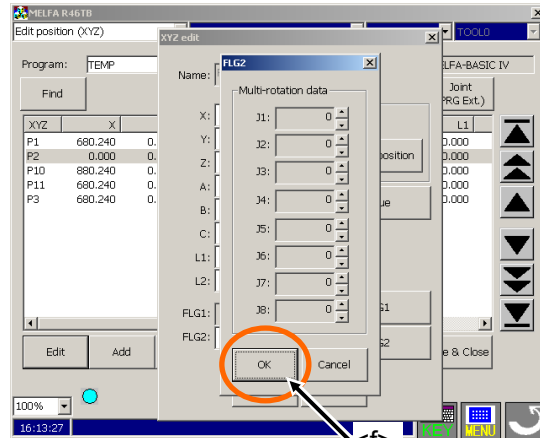 MELFA R46TB
Edit position (XYZ)
XYZ edit
TOOL0
FLG2
Program: TEMP
LFA-BASIC IV
Name:
Multi-rotation data
Find
Joint
PRG Ext.)
XYZ X L1
P1 680.240 0. 0.000
P2 0.000 0. 0.000
P10 880.240 0. 0.000
P11 680.240 0. 0.000
P3 680.240 0. 0.000
X:
Y:
Z:
A:
B:
C:
L1:
L2:
FLG1:
FLG2:
J1: 0
J2: 0
J3: 0
J4: 0
J5: 0
J6: 0
J7: 0
J8: 0
osition
ue
G1
G2
Edit
Add
OK
Cancel
e & Close
100%
16:13:27
<f>
KEY
MENU